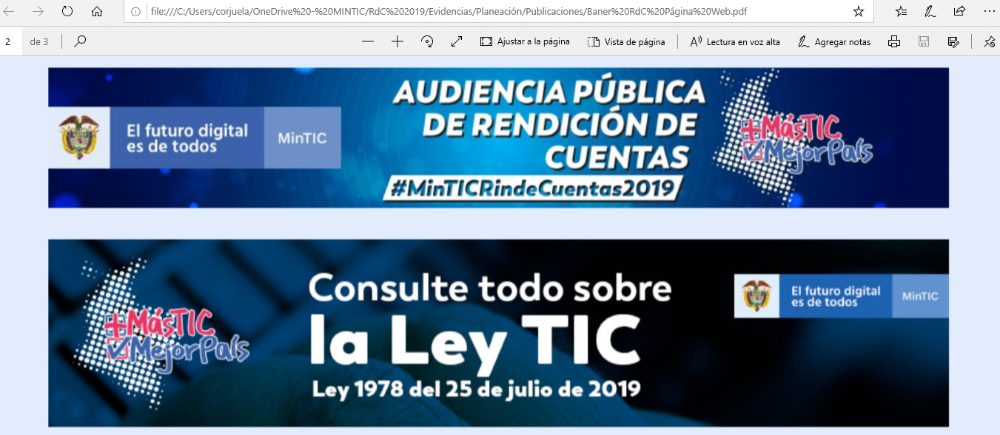 file:///C:/Users/corjuela/OneDrive%20-%20MINTIC/RdC%202019/Evidencias/Planeación/Publicaciones/Baner%20RdC%20Página%20Web.pdf
2 de 3 Ajustar a la página Vista de página Lectura en voz alta Agregar notas
AUDIENCIA PÚBLICA
DE RENDICIÓN DE
CUENTAS
#MinTICRindeCuentas2019
El futuro digital
es de todos
MinTIC
+MásTIC
MejorPaís
Consulte todo sobre
la Ley TIC
Ley 1978 del 25 de julio de 2019
+MásTIC
MejorPaís
El futuro digital
es de todos
MinTIC